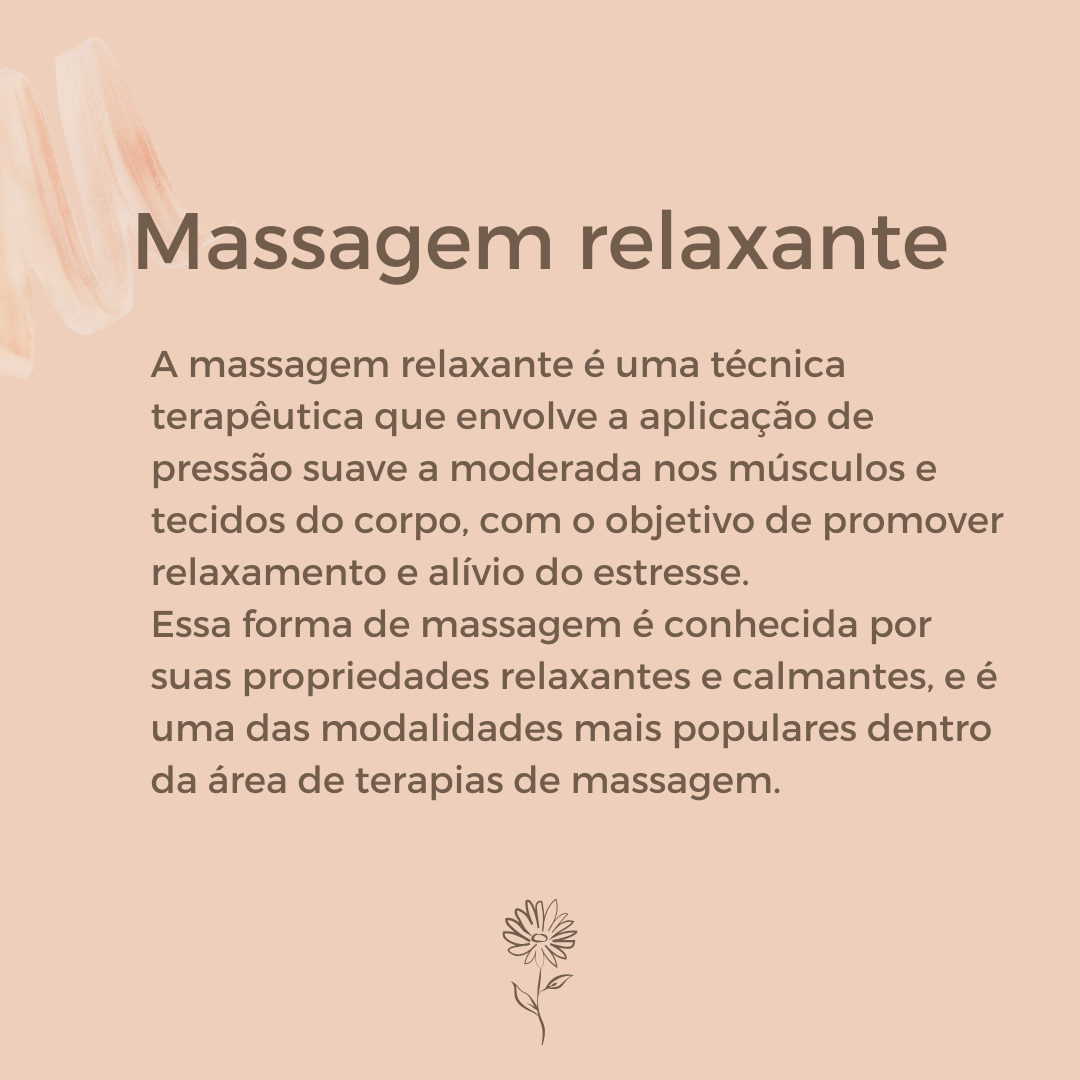 Massagem relaxante
A massagem relaxante é uma técnica
terapêutica que envolve a aplicação de
pressão suave a moderada nos músculos e
tecidos do corpo, com o objetivo de promover
relaxamento e alívio do estresse.
Essa forma de massagem é conhecida por
suas propriedades relaxantes e calmantes, e é
uma das modalidades mais populares dentro
da área de terapias de massagem.